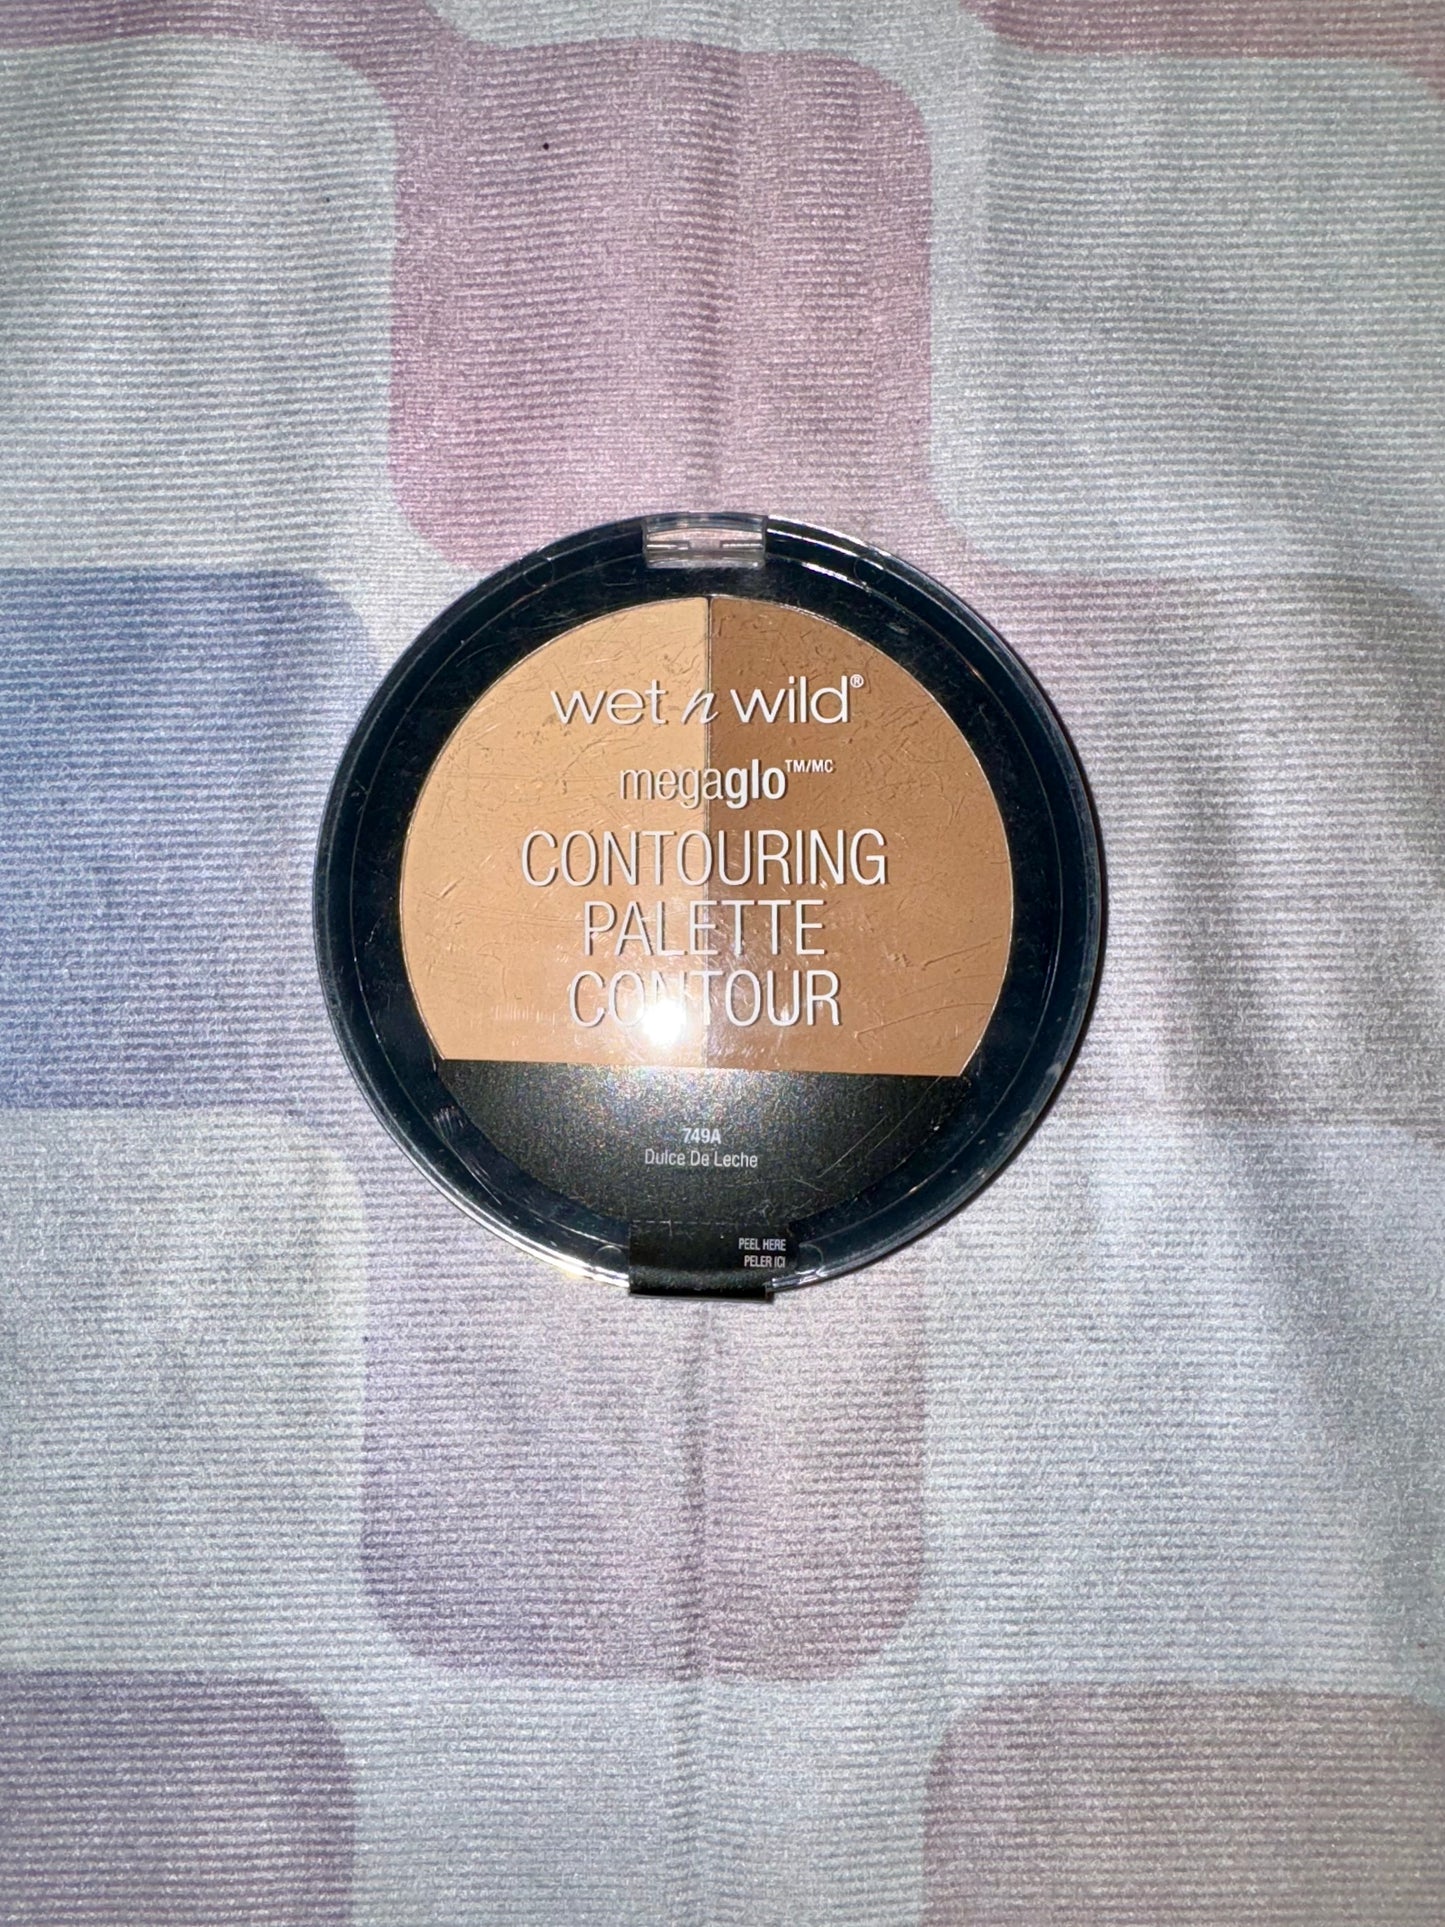 wet n wild®
megaglo™/MC
CONTOURING
PALETTE
CONTOUR
749A
Dulce De Leche
PEEL HERE
PELER ICI